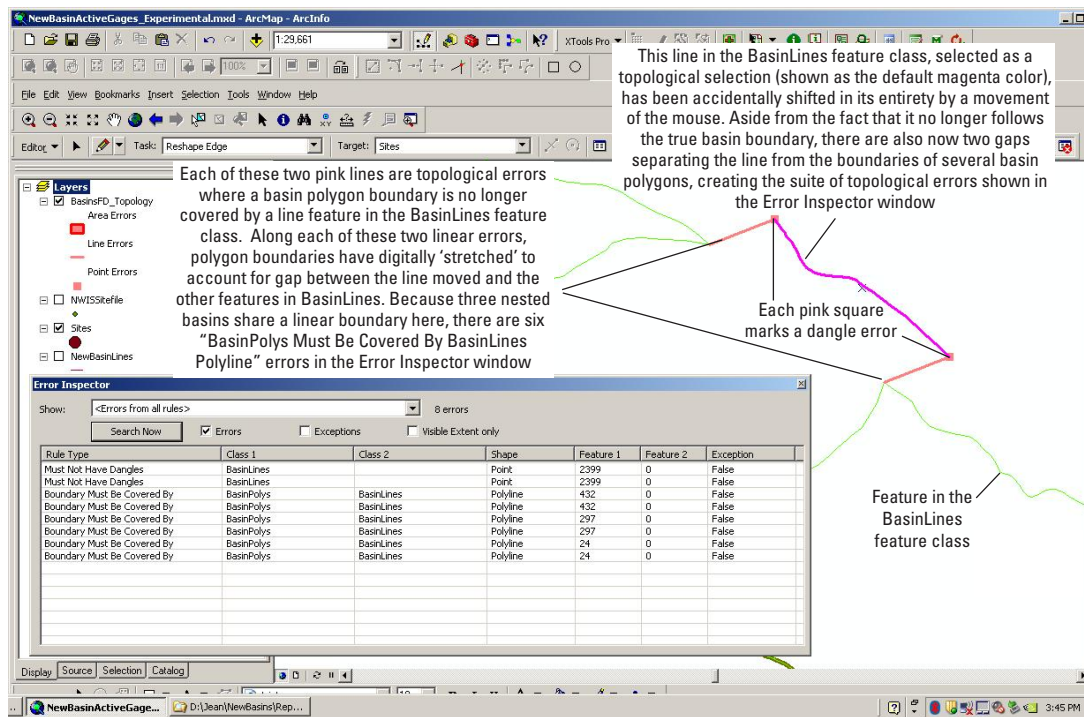 NewBasinActiveGages_Experimental.mxd - ArcMap - ArcInfo
1:29,661
XTools Pro
100%
File Edit View Bookmarks Insert Selection Tools Window Help
Editor Task: Reshape Edge Target: Sites
This line in the BasinLines feature class, selected as a
topological selection (shown as the default magenta color),
has been accidentally shifted in its entirety by a movement
of the mouse. Aside from the fact that it no longer follows
the true basin boundary, there are also now two gaps
separating the line from the boundaries of several basin
polygons, creating the suite of topological errors shown in
the Error Inspector window
Layers
BasinsFD_Topology
Area Errors
Line Errors
Point Errors
NWISSitefile
Sites
NewBasinLines
Each of these two pink lines are topological errors
where a basin polygon boundary is no longer
covered by a line feature in the BasinLines feature
class. Along each of these two linear errors,
polygon boundaries have digitally ‘stretched’ to
account for gap between the line moved and the
other features in BasinLines. Because three nested
basins share a linear boundary here, there are six
“BasinPolys Must Be Covered By BasinLines
Polyline” errors in the Error Inspector window
Each pink square
marks a dangle error
Feature in the
BasinLines
feature class
Error Inspector
Show: <Errors from all rules> 8 errors
Search Now Errors Exceptions Visible Extent only
Rule Type Class 1 Class 2 Shape Feature 1 Feature 2 Exception
Must Not Have Dangles BasinLines Point 2399 0 False
Must Not Have Dangles BasinLines Point 2399 0 False
Boundary Must Be Covered By BasinPolys BasinLines Polyline 432 0 False
Boundary Must Be Covered By BasinPolys BasinLines Polyline 432 0 False
Boundary Must Be Covered By BasinPolys BasinLines Polyline 297 0 False
Boundary Must Be Covered By BasinPolys BasinLines Polyline 297 0 False
Boundary Must Be Covered By BasinPolys BasinLines Polyline 24 0 False
Boundary Must Be Covered By BasinPolys BasinLines Polyline 24 0 False
Display Source Selection Catalog
NewBasinActiveGage... D:\Jean\NewBasins\Rep... 3:45 PM